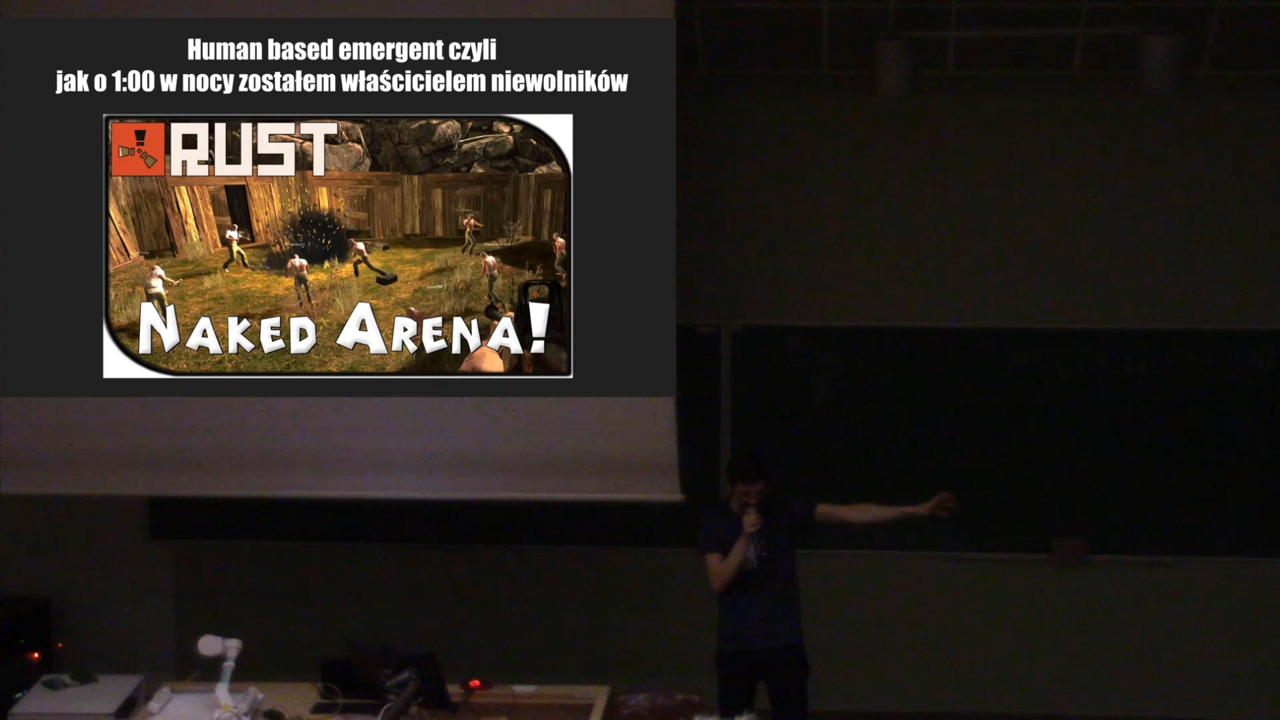 Human based emergent czyli
jak o 1:00 w nocy zostałem właścicielem niewolników
RUST
NAKED ARENA!